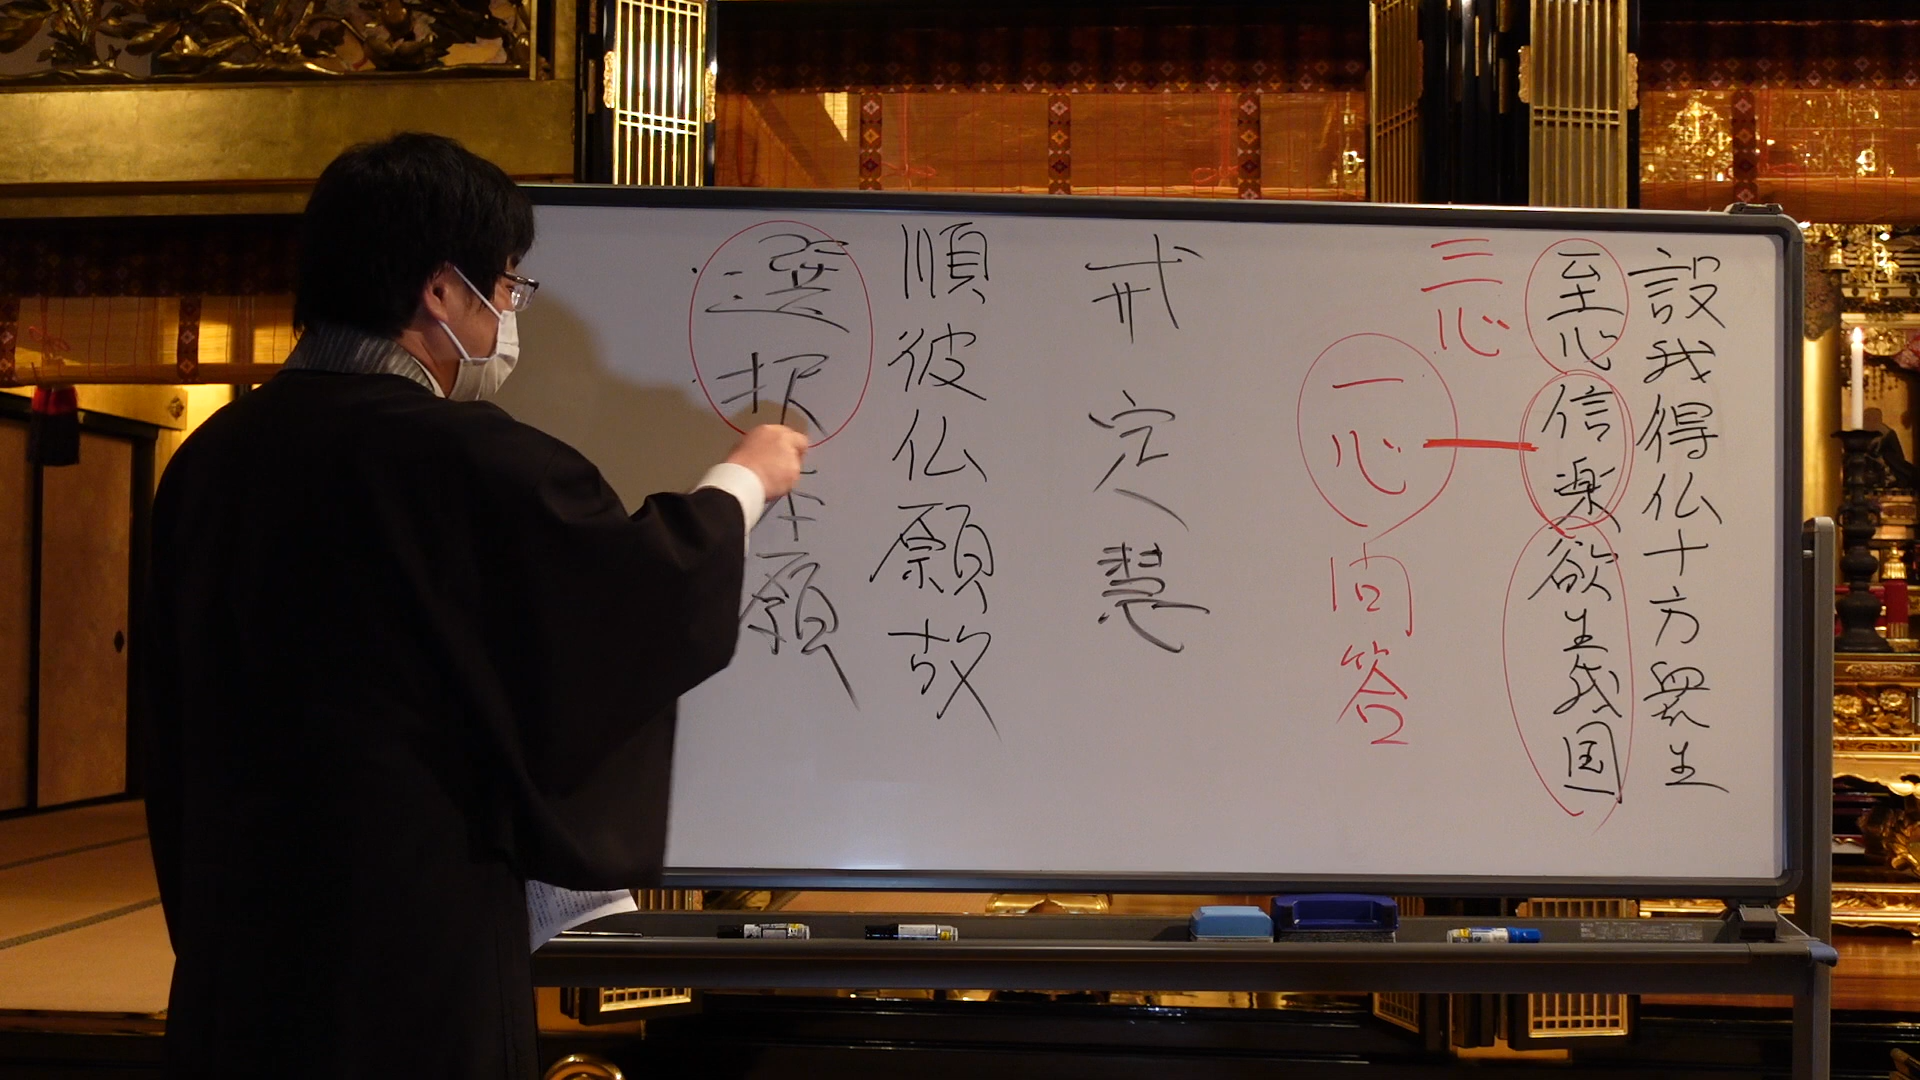 設我得仏十方衆生
至心信楽欲生我国
三心
一心問答
戒定慧
順彼仏願故
選択本願